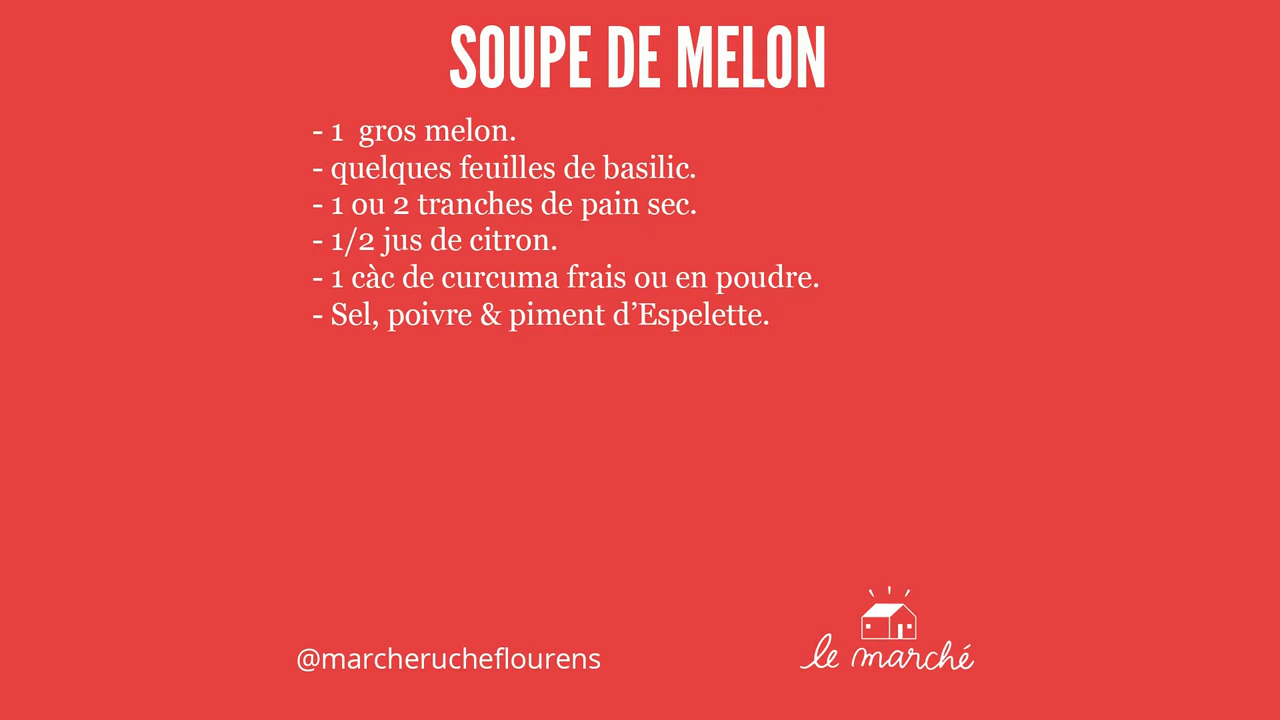 SOUPE DE MELON
- 1  gros melon.
- quelques feuilles de basilic.
- 1 ou 2 tranches de pain sec.
- 1/2 jus de citron.
- 1 càc de curcuma frais ou en poudre.
- Sel, poivre & piment d’Espelette.
@marcherucheflourens
le marché